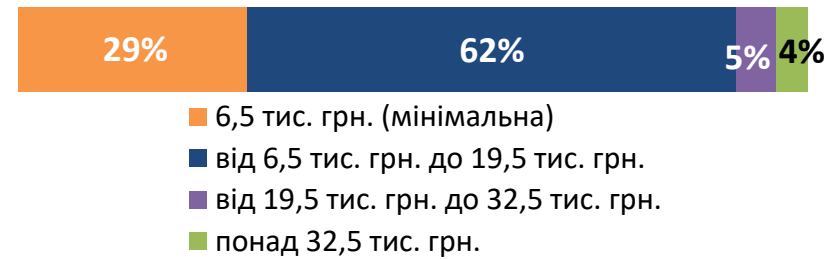 29% 62% 5% 4%
6,5 тис. грн. (мінімальна)
від 6,5 тис. грн. до 19,5 тис. грн.
від 19,5 тис. грн. до 32,5 тис. грн.
понад 32,5 тис. грн.